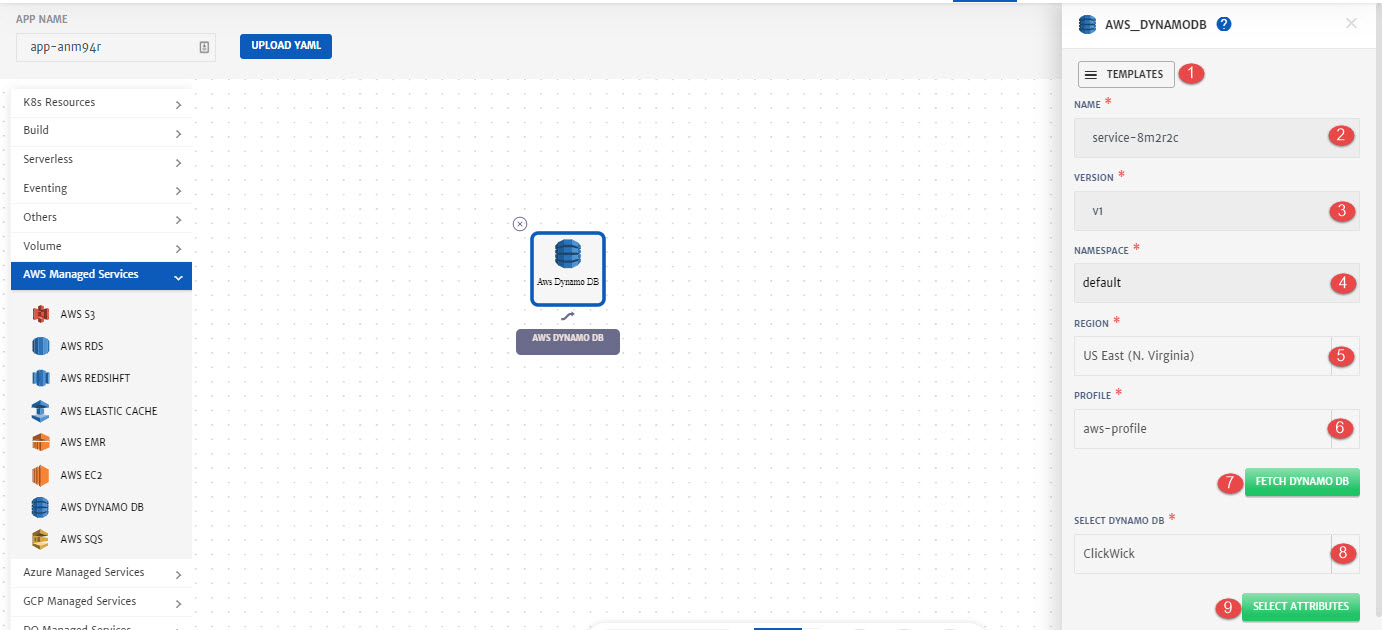 APP NAME
app-anm94r
UPLOAD YAML
K8s Resources
Build
Serverless
Eventing
Others
Volume
AWS Managed Services
AWS S3
AWS RDS
AWS REDSIHFT
AWS ELASTIC CACHE
AWS EMR
AWS EC2
AWS DYNAMO DB
AWS SQS
Azure Managed Services
GCP Managed Services
DO Managed Services
Aws Dynamo DB
AWS DYNAMO DB
AWS_DYNAMODB ?
TEMPLATES 1
NAME *
service-8m2r2c 2
VERSION *
v1 3
NAMESPACE *
default 4
REGION *
US East (N. Virginia) 5
PROFILE *
aws-profile 6
7 FETCH DYNAMO DB
SELECT DYNAMO DB *
ClickWick 8
9 SELECT ATTRIBUTES